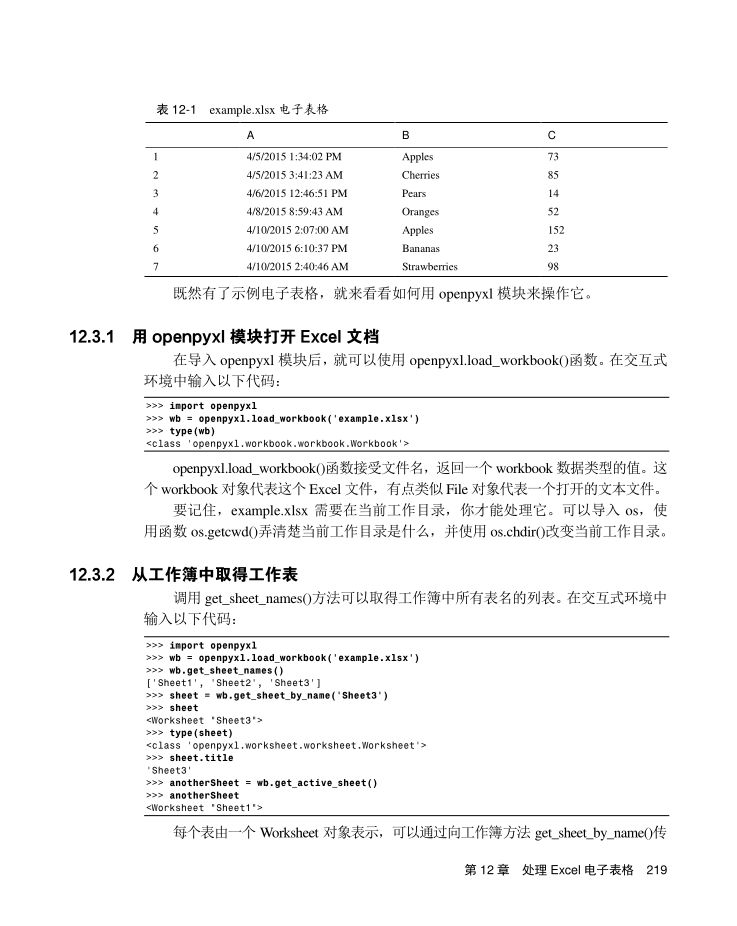 表 12-1 example.xlsx 电子表格
A B C
1 4/5/2015 1:34:02 PM Apples 73
2 4/5/2015 3:41:23 AM Cherries 85
3 4/6/2015 12:46:51 PM Pears 14
4 4/8/2015 8:59:43 AM Oranges 52
5 4/10/2015 2:07:00 AM Apples 152
6 4/10/2015 6:10:37 PM Bananas 23
7 4/10/2015 2:40:46 AM Strawberries 98
既然有了示例电子表格，就来看看如何用 openpyxl 模块来操作它。
12.3.1 用 openpyxl 模块打开 Excel 文档
在导入 openpyxl 模块后，就可以使用 openpyxl.load_workbook()函数。在交互式
环境中输入以下代码：
>>> import openpyxl
>>> wb = openpyxl.load_workbook('example.xlsx')
>>> type(wb)
<class 'openpyxl.workbook.workbook.Workbook'>
openpyxl.load_workbook()函数接受文件名，返回一个 workbook 数据类型的值。这
个 workbook 对象代表这个 Excel 文件，有点类似 File 对象代表一个打开的文本文件。
要记住，example.xlsx 需要在当前工作目录，你才能处理它。可以导入 os，使
用函数 os.getcwd()弄清楚当前工作目录是什么，并使用 os.chdir()改变当前工作目录。
12.3.2 从工作簿中取得工作表
调用 get_sheet_names()方法可以取得工作簿中所有表名的列表。在交互式环境中
输入以下代码：
>>> import openpyxl
>>> wb = openpyxl.load_workbook('example.xlsx')
>>> wb.get_sheet_names()
['Sheet1', 'Sheet2', 'Sheet3']
>>> sheet = wb.get_sheet_by_name('Sheet3')
>>> sheet
<Worksheet "Sheet3">
>>> type(sheet)
<class 'openpyxl.worksheet.worksheet.Worksheet'>
>>> sheet.title
'Sheet3'
>>> anotherSheet = wb.get_active_sheet()
>>> anotherSheet
<Worksheet "Sheet1">
每个表由一个 Worksheet 对象表示，可以通过向工作簿方法 get_sheet_by_name()传
第 12 章 处理 Excel 电子表格 219